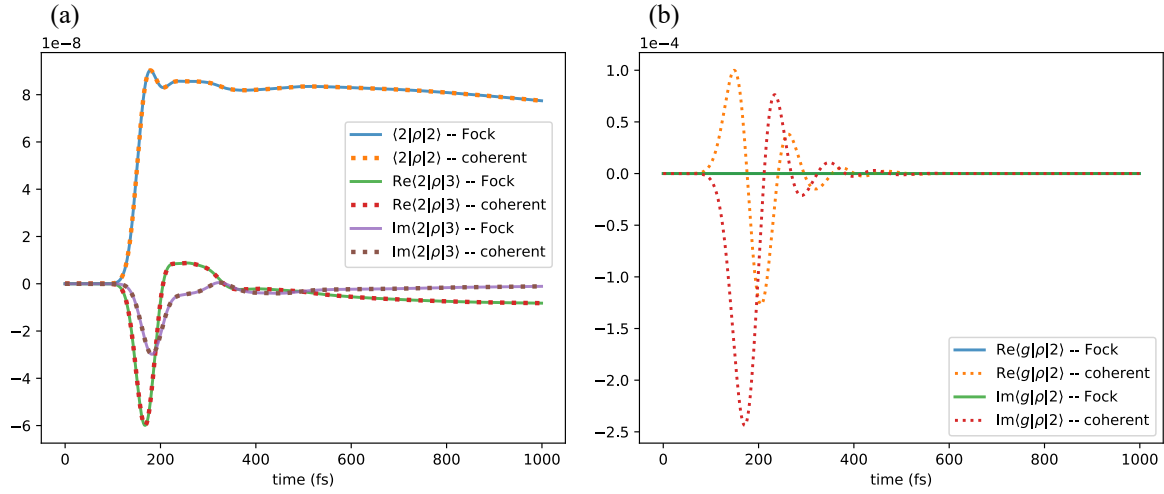 (a)
1e−8
8
6
4
2
0
−2
−4
−6
0 200 400 600 800 1000
time (fs)
⟨2|ρ|2⟩ -- Fock
⟨2|ρ|2⟩ -- coherent
Re⟨2|ρ|3⟩ -- Fock
Re⟨2|ρ|3⟩ -- coherent
Im⟨2|ρ|3⟩ -- Fock
Im⟨2|ρ|3⟩ -- coherent
(b)
1e−4
1.0
0.5
0.0
−0.5
−1.0
−1.5
−2.0
−2.5
0 200 400 600 800 1000
time (fs)
Re⟨g|ρ|2⟩ -- Fock
Re⟨g|ρ|2⟩ -- coherent
Im⟨g|ρ|2⟩ -- Fock
Im⟨g|ρ|2⟩ -- coherent